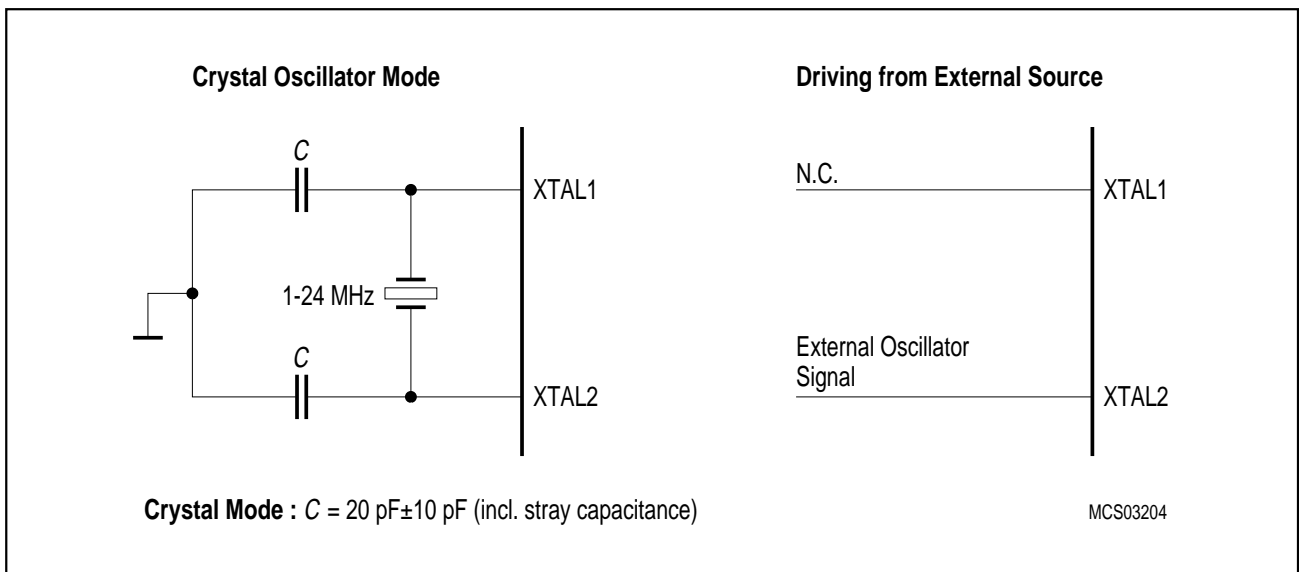 Crystal Oscillator Mode
C
XTAL1
1-24 MHz
C
XTAL2
Driving from External Source
N.C.
XTAL1
External Oscillator
Signal
XTAL2
Crystal Mode : C = 20 pF±10 pF (incl. stray capacitance)
MCS03204